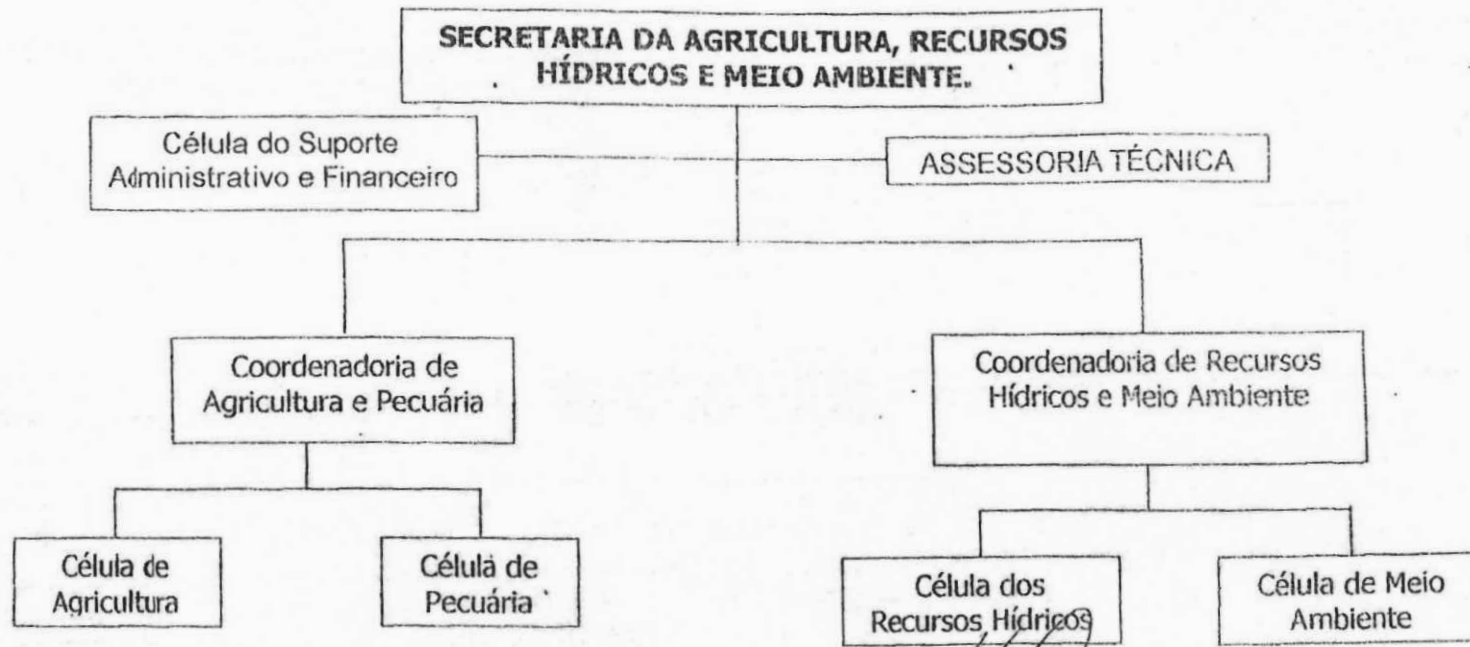 SECRETARIA DA AGRICULTURA, RECURSOS
HÍDRICOS E MEIO AMBIENTE.
Célula do Suporte
Administrativo e Financeiro
ASSESSORIA TÉCNICA
Coordenadoria de
Agricultura e Pecuária
Coordenadoria de Recursos
Hídricos e Meio Ambiente
Célula de
Agricultura
Célula de
Pecuária
Célula dos
Recursos Hídricos
Célula de Meio
Ambiente